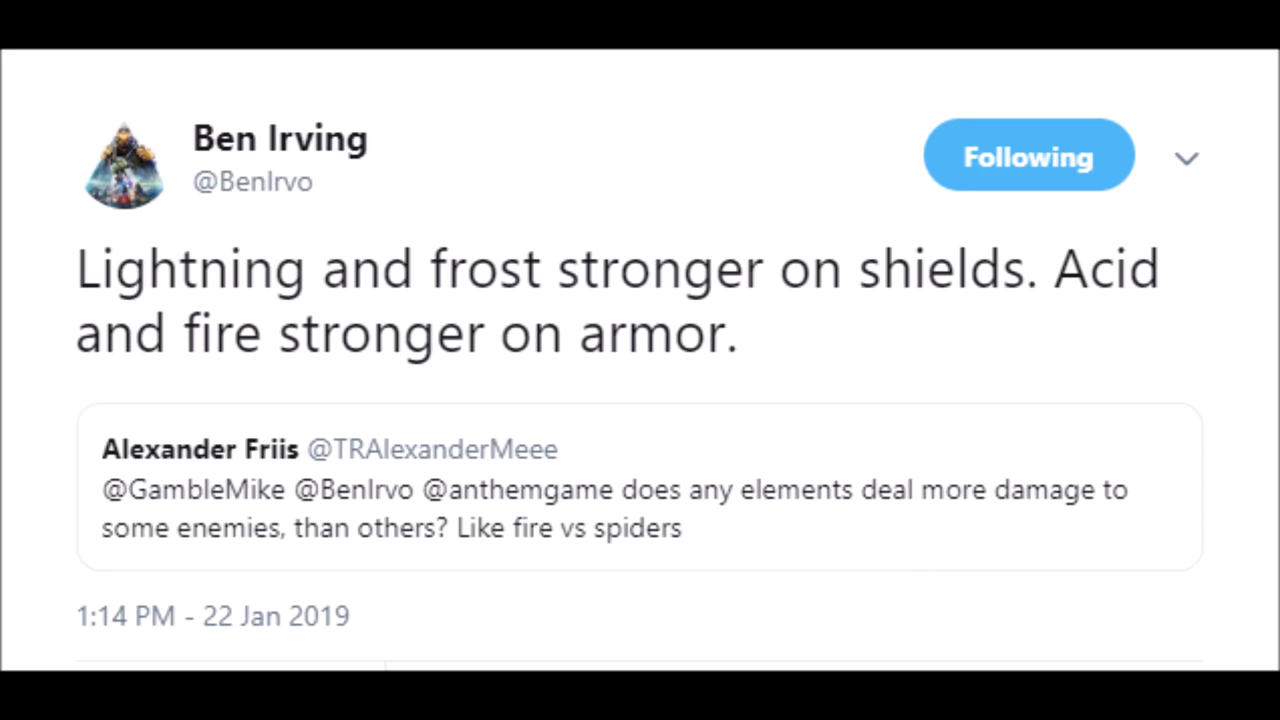 Ben Irving
@BenIrvo
Following
Lightning and frost stronger on shields. Acid
and fire stronger on armor.
Alexander Friis @TRAlexanderMeee
@GambleMike @BenIrvo @anthemgame does any elements deal more damage to
some enemies, than others? Like fire vs spiders
1:14 PM - 22 Jan 2019